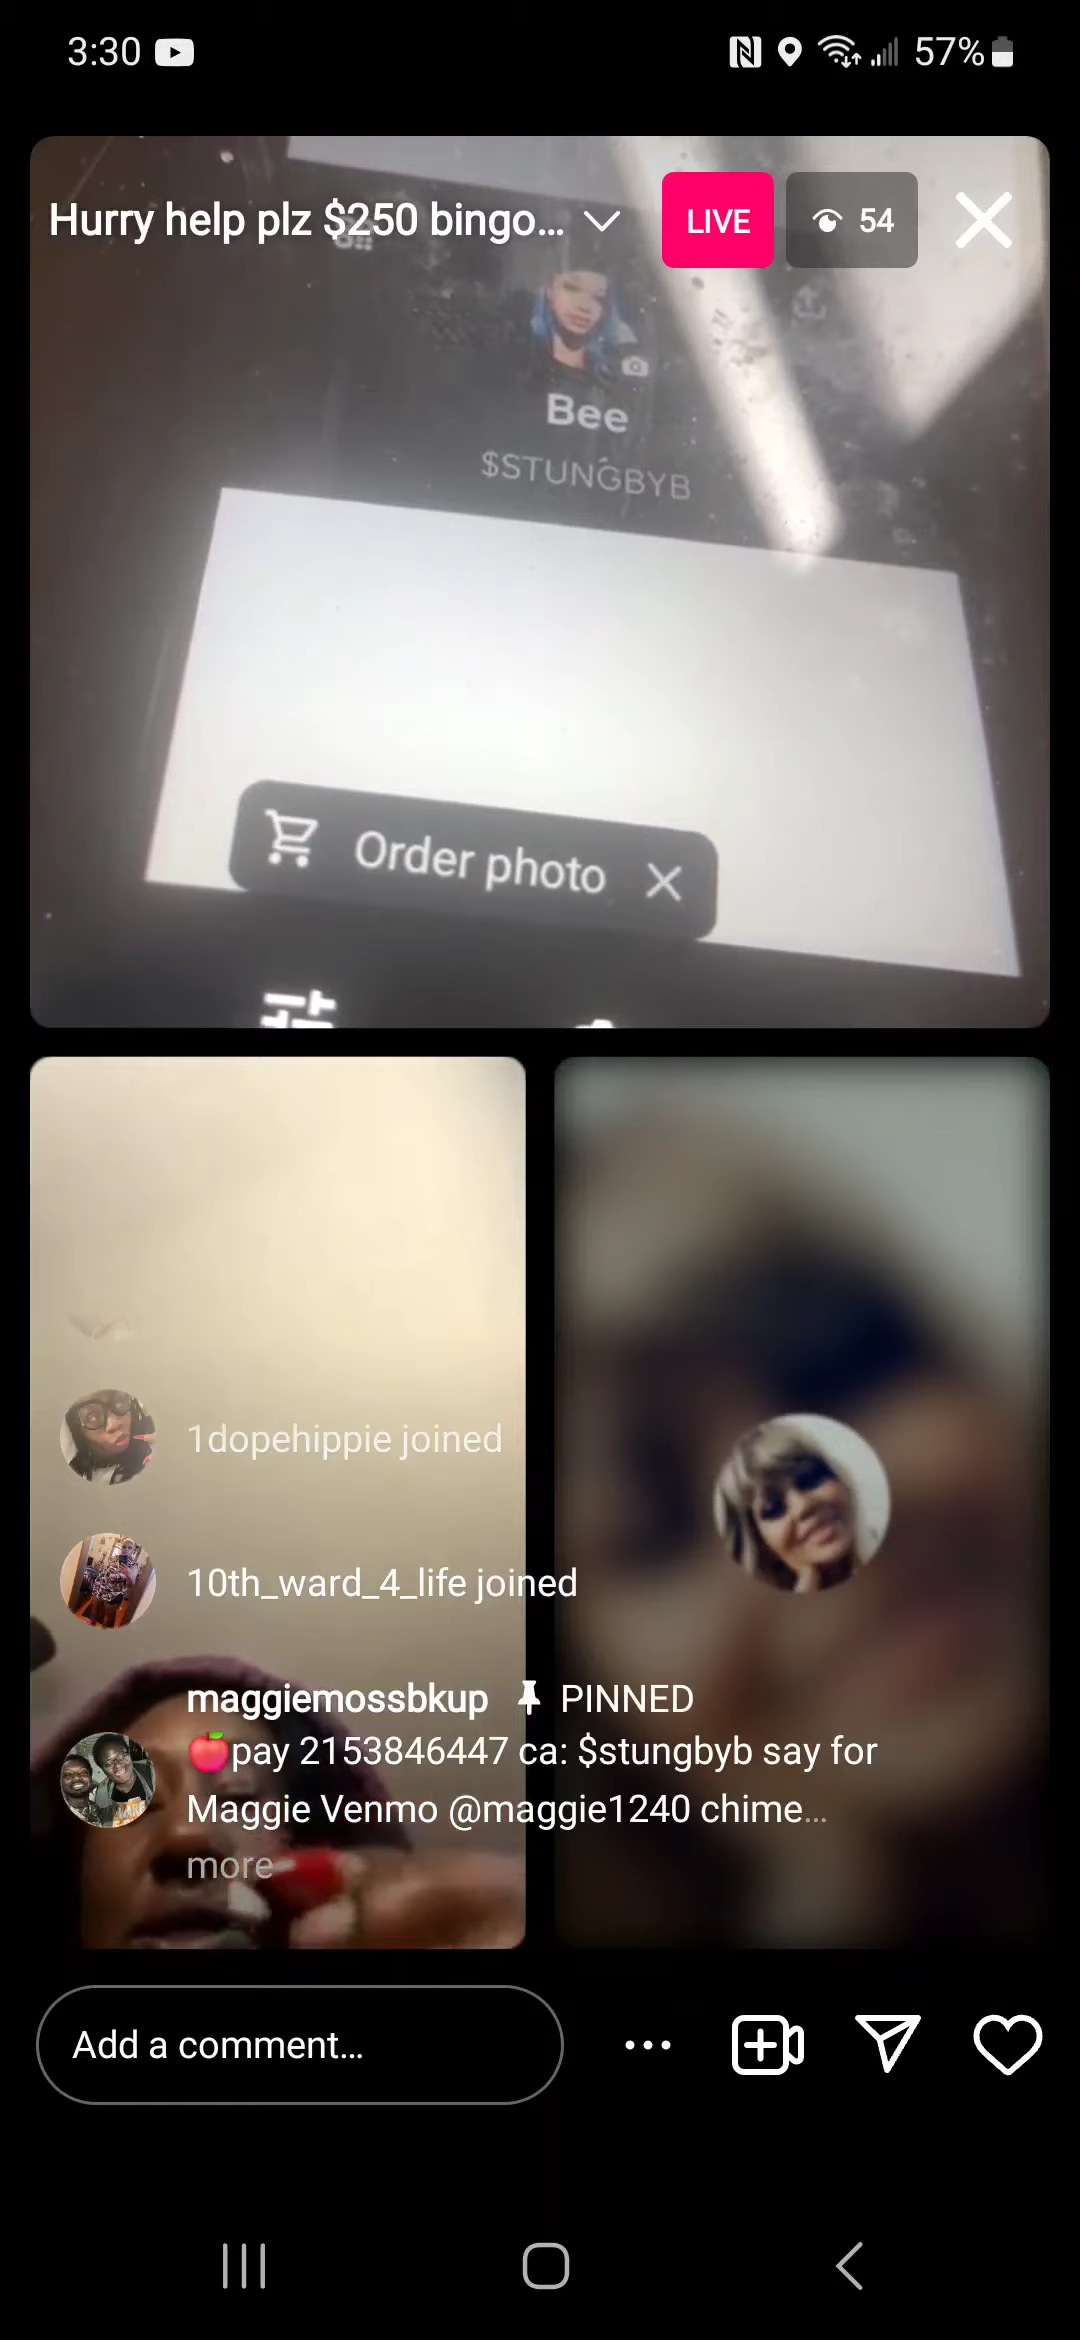 3:30
57%
Hurry help plz $250 bingo...
LIVE
54
Bee
$STUNGBYB
Order photo
1dopehippie joined
10th_ward_4_life joined
maggiemossbkup PINNED
🍎pay 2153846447 ca: $stungbyb say for
Maggie Venmo @maggie1240 chime...
more
Add a comment...